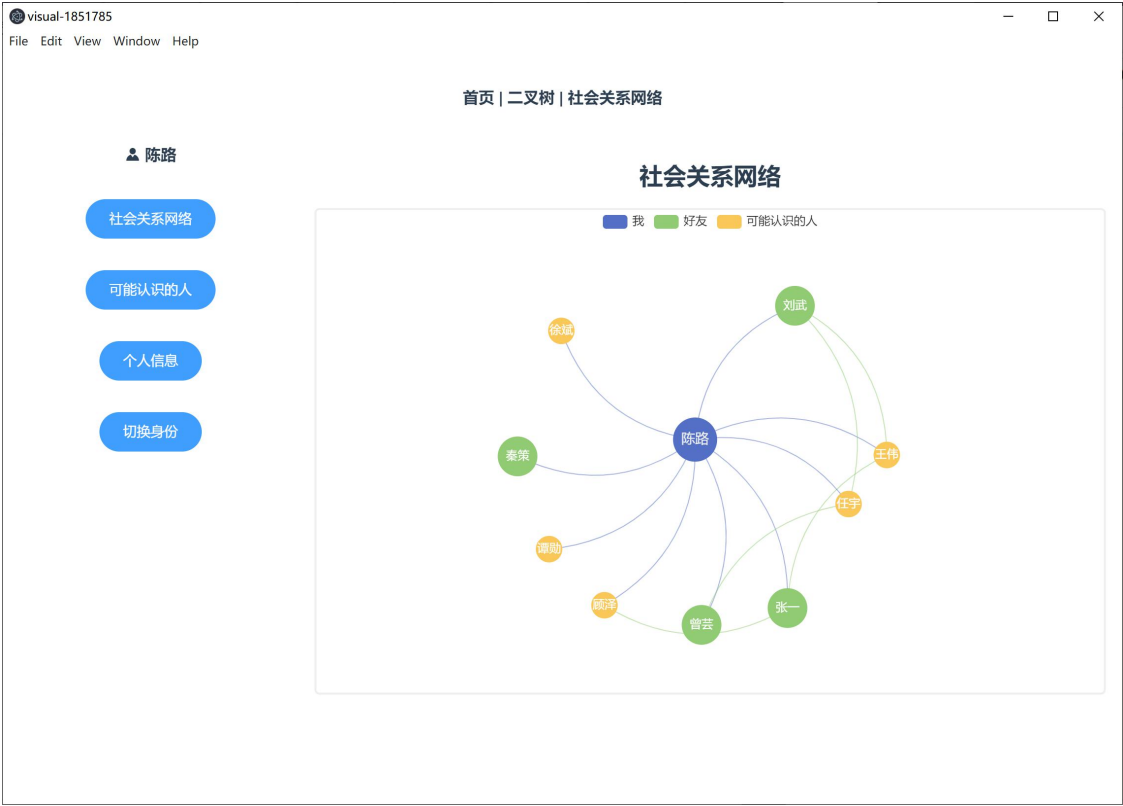 visual-1851785
File Edit View Window Help
首页 | 二叉树 | 社会关系网络
陈路
社会关系网络
可能认识的人
个人信息
切换身份
社会关系网络
我 好友 可能认识的人
刘武
徐斌
陈路
秦策
王伟
任宇
谭勋
顾泽
张一
曾芸